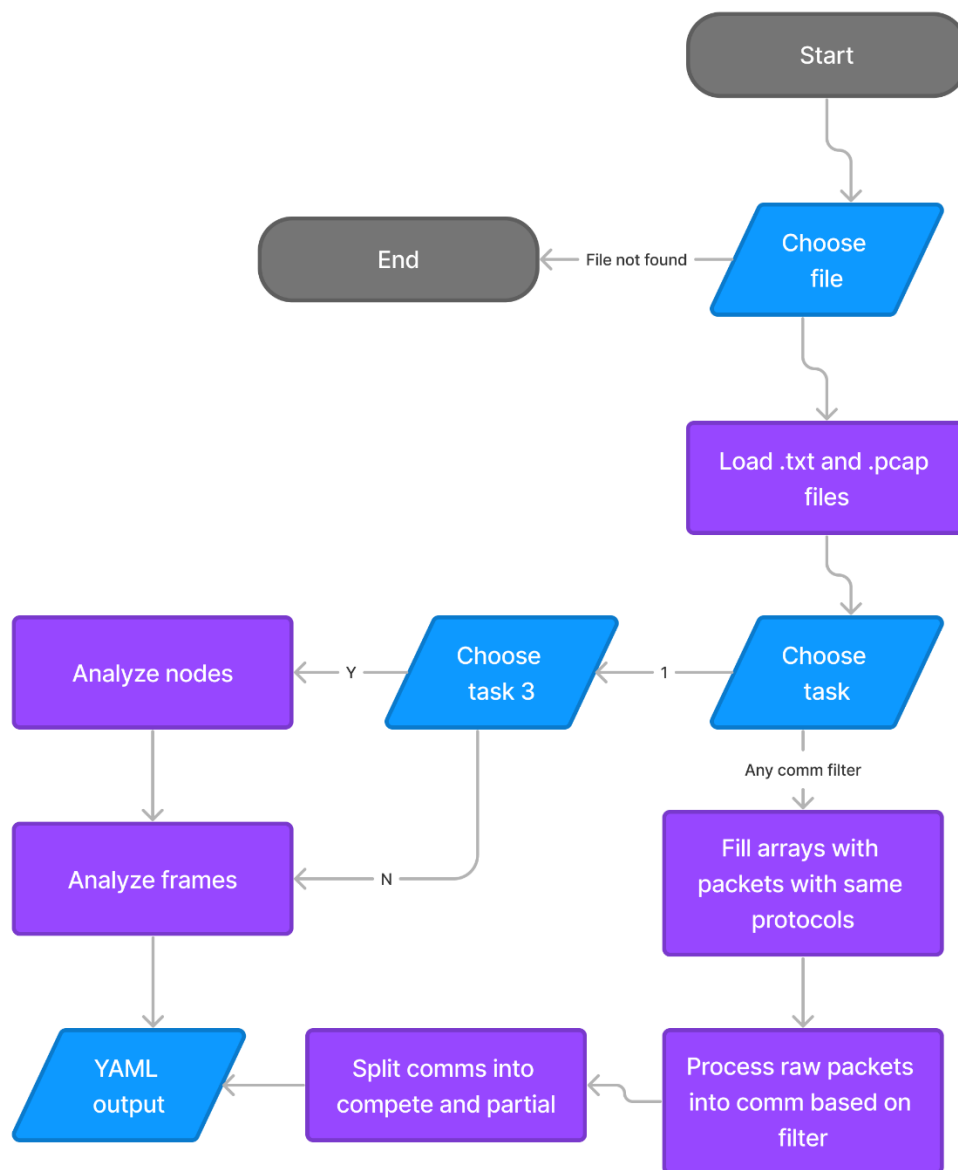 Start
Choose
file
File not found
End
Load .txt and .pcap
files
Choose
task
1
Choose
task 3
Y
Analyze nodes
Any comm filter
N
Analyze frames
Fill arrays with
packets with same
protocols
Process raw packets
into comm based on
filter
Split comms into
compete and partial
YAML
output